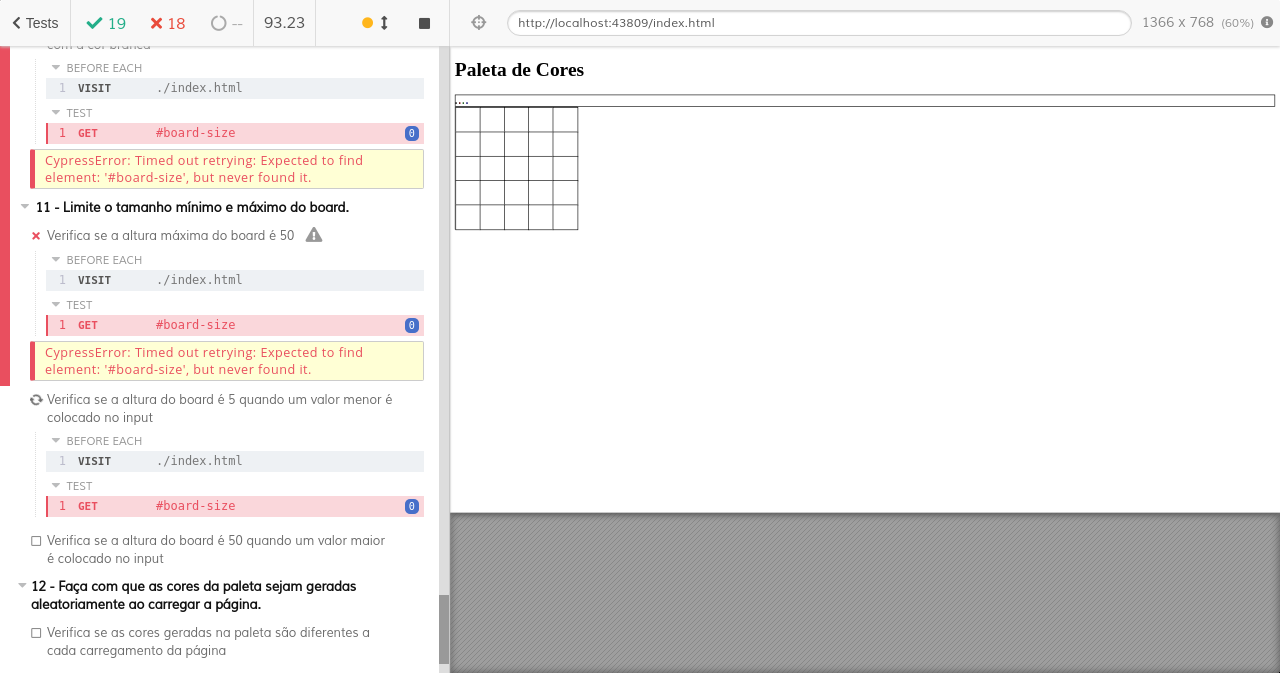 Tests
19
18
--
93.23
http://localhost:43809/index.html
1366 x 768 (60%)
com a cor branca
BEFORE EACH
1 VISIT ./index.html
TEST
1 GET #board-size 0
CypressError: Timed out retrying: Expected to find
element: '#board-size', but never found it.
11 - Limite o tamanho mínimo e máximo do board.
Verifica se a altura máxima do board é 50
BEFORE EACH
1 VISIT ./index.html
TEST
1 GET #board-size 0
CypressError: Timed out retrying: Expected to find
element: '#board-size', but never found it.
Verifica se a altura do board é 5 quando um valor menor é
colocado no input
BEFORE EACH
1 VISIT ./index.html
TEST
1 GET #board-size 0
Verifica se a altura do board é 50 quando um valor maior
é colocado no input
12 - Faça com que as cores da paleta sejam geradas
aleatoriamente ao carregar a página.
Verifica se as cores geradas na paleta são diferentes a
cada carregamento da página
Paleta de Cores
....